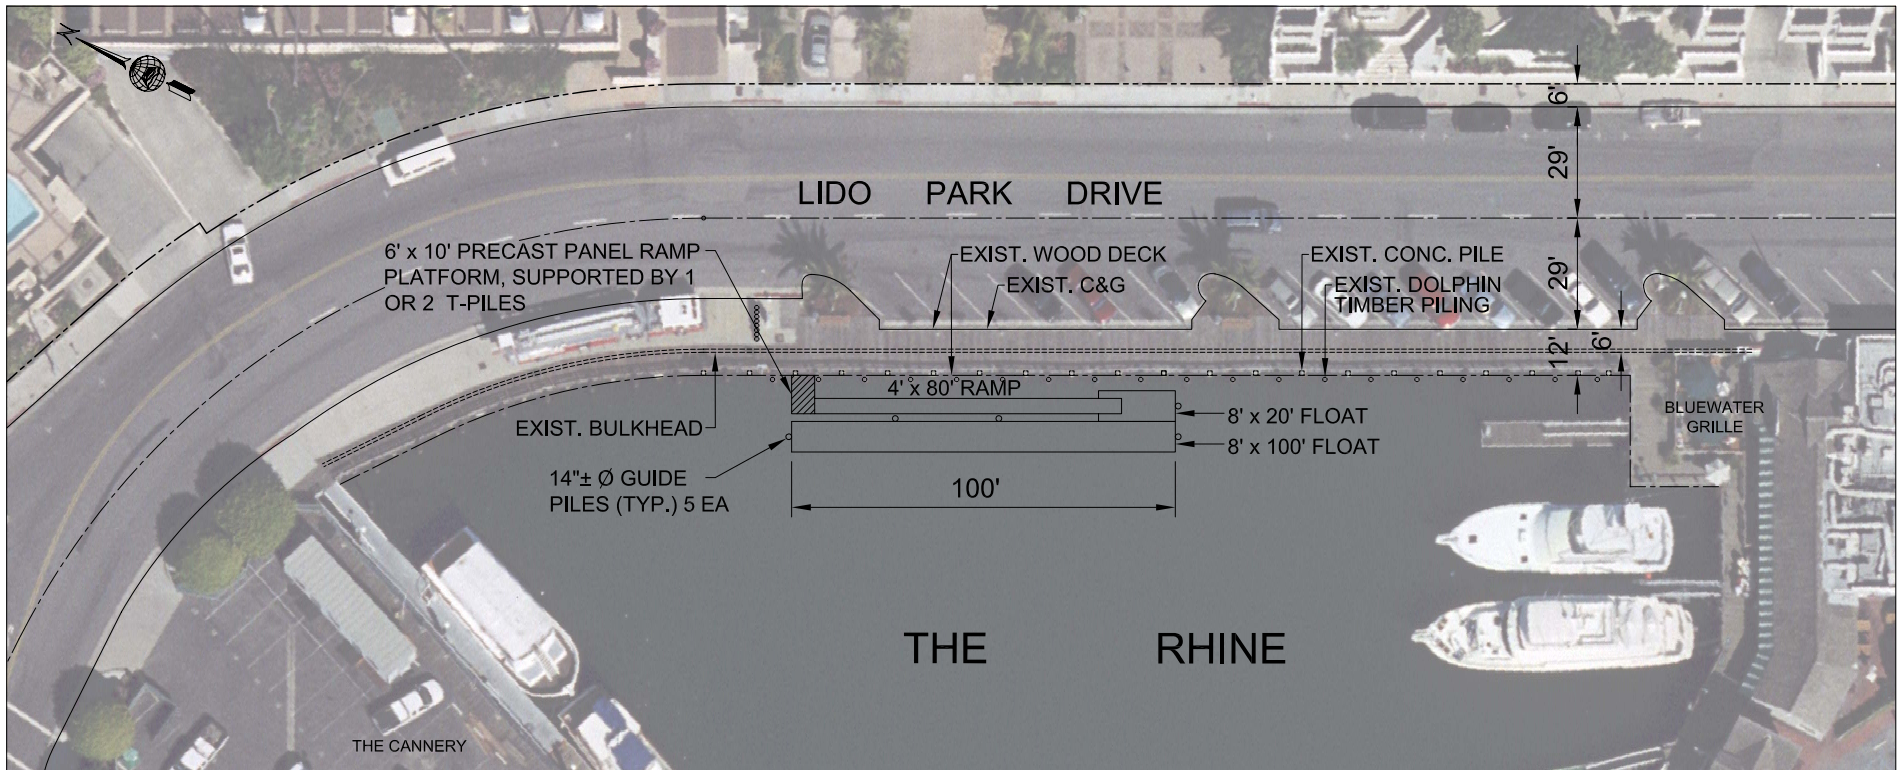 N
6'
29'
LIDO PARK DRIVE
6' x 10' PRECAST PANEL RAMP
PLATFORM, SUPPORTED BY 1
OR 2 T-PILES
EXIST. WOOD DECK
EXIST. C&G
EXIST. CONC. PILE
EXIST. DOLPHIN
TIMBER PILING
29'
6'
12'
4' x 80' RAMP
EXIST. BULKHEAD
8' x 20' FLOAT
8' x 100' FLOAT
BLUEWATER
GRILLE
14"± Ø GUIDE
PILES (TYP.) 5 EA
100'
THE RHINE
THE CANNERY